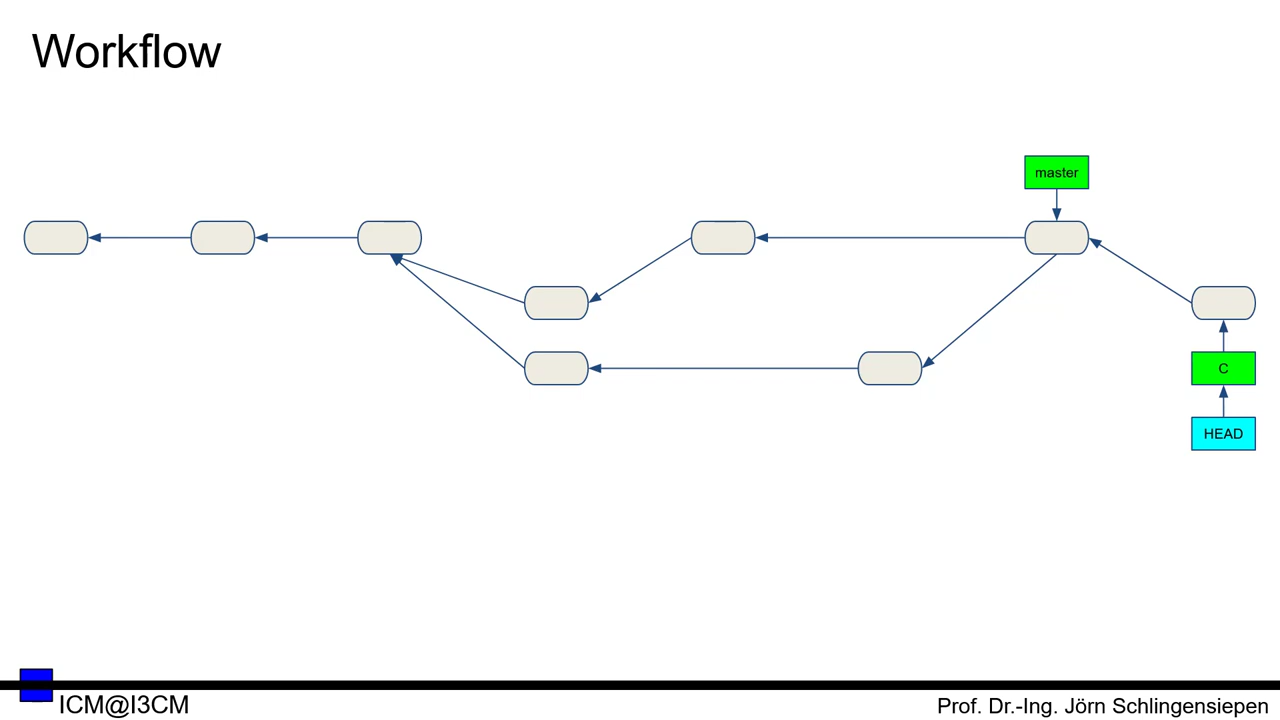 Workflow
master
C
HEAD
ICM@I3CM
Prof. Dr.-Ing. Jörn Schlingensiepen